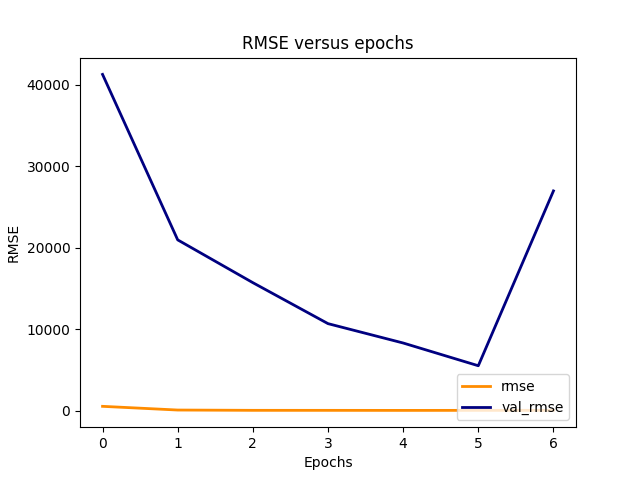 RMSE versus epochs
RMSE
40000
30000
20000
10000
0
rmse
val_rmse
0 1 2 3 4 5 6
Epochs